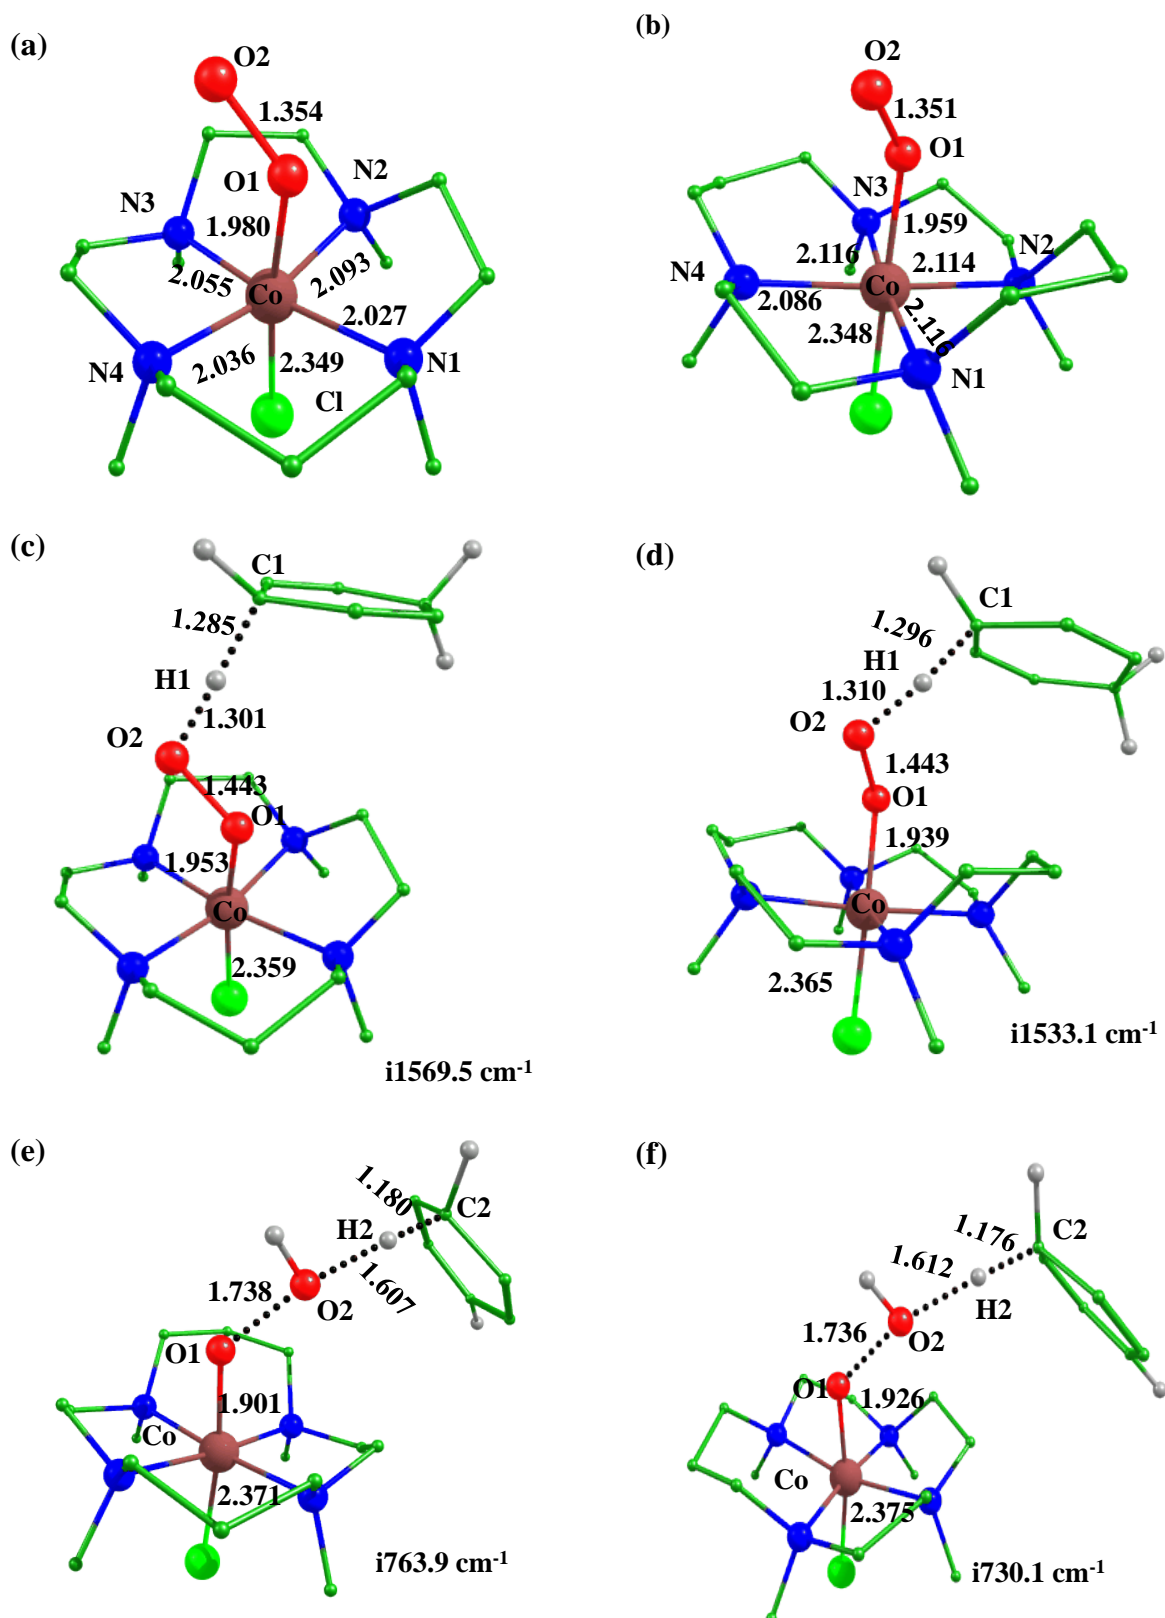 (a)
O2
1.354
O1
N2
N3
1.980
2.055
2.093
Co
2.027
N4
2.036
2.349
N1
Cl
(b)
O2
1.351
O1
N3
1.959
N2
N4
2.116
2.114
Co
2.086
2.348
2.116
N1
(c)
C1
1.285
H1
1.301
O2
1.443
O1
1.953
Co
2.359
i1569.5 cm-1
(d)
C1
1.296
H1
1.310
O2
1.443
O1
1.939
Co
2.365
i1533.1 cm-1
(e)
1.180
C2
H2
1.738
1.607
O2
O1
1.901
Co
2.371
i763.9 cm-1
(f)
1.176
C2
1.612
H2
1.736
O2
O1
1.926
Co
2.375
i730.1 cm-1